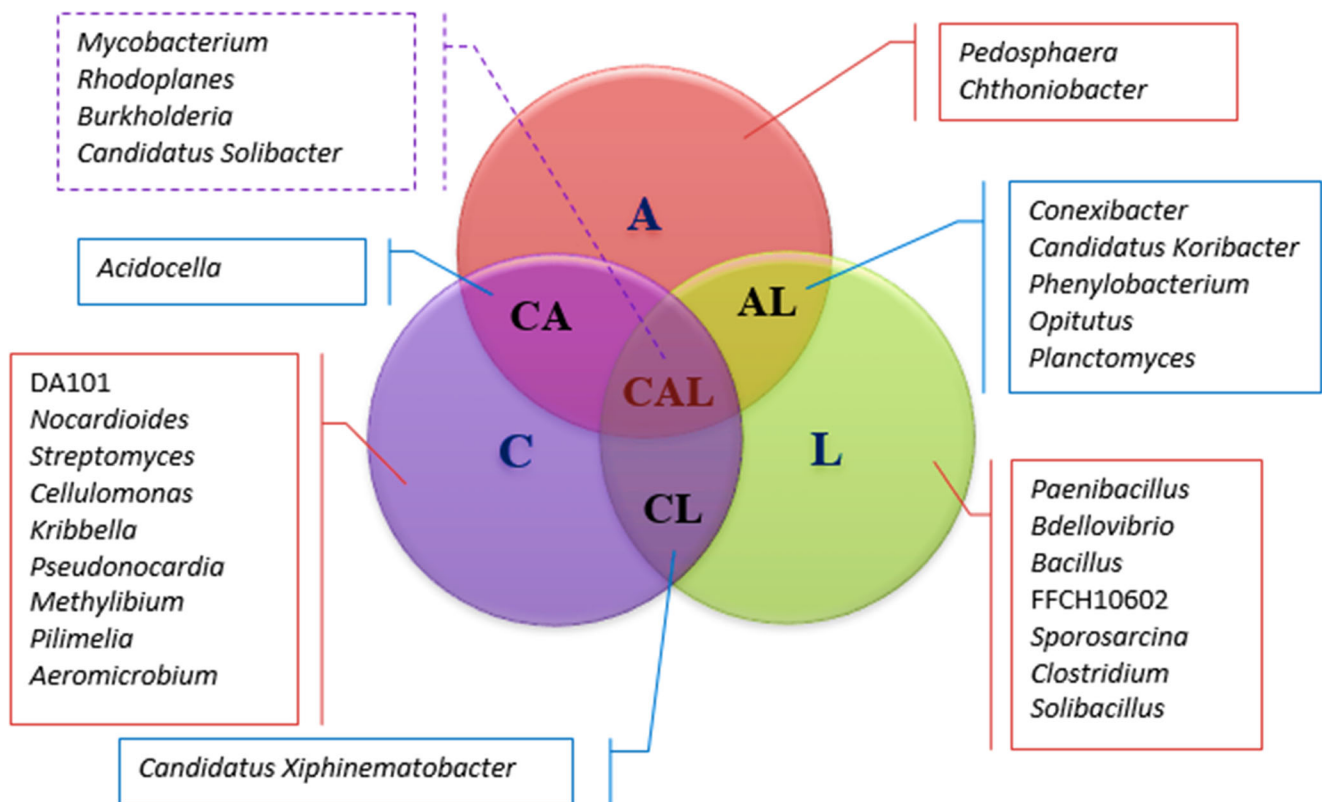 Mycobacterium
Rhodoplanes
Burkholderia
Candidatus Solibacter
Pedosphaera
Chthoniobacter
A
Conexibacter
Candidatus Koribacter
Phenylobacterium
Opitutus
Planctomyces
Acidocella
CA
AL
CAL
DA101
Nocardioides
Streptomyces
Cellulomonas
Kribbella
Pseudonocardia
Methylibium
Pilimelia
Aeromicrobium
C
L
CL
Paenibacillus
Bdellovibrio
Bacillus
FFCH10602
Sporosarcina
Clostridium
Solibacillus
Candidatus Xiphinematobacter